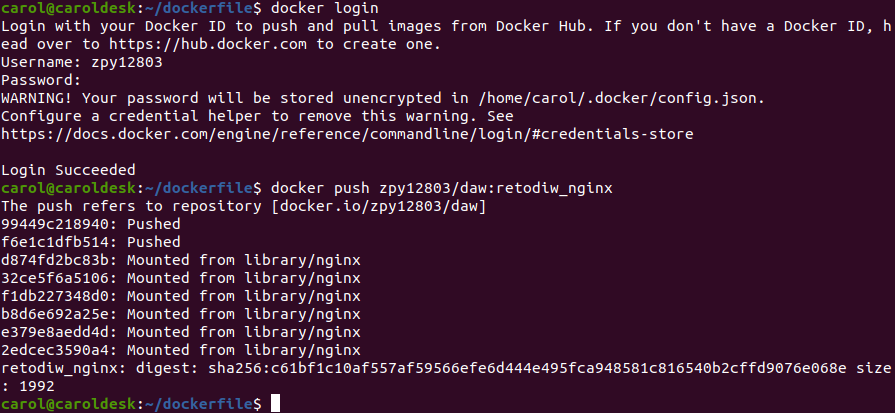 carol@caroldesk:~/dockerfile$ docker login
Login with your Docker ID to push and pull images from Docker Hub. If you don't have a Docker ID, h
ead over to https://hub.docker.com to create one.
Username: zpy12803
Password:
WARNING! Your password will be stored unencrypted in /home/carol/.docker/config.json.
Configure a credential helper to remove this warning. See
https://docs.docker.com/engine/reference/commandline/login/#credentials-store
Login Succeeded
carol@caroldesk:~/dockerfile$ docker push zpy12803/daw:retodiw_nginx
The push refers to repository [docker.io/zpy12803/daw]
99449c218940: Pushed
f6e1c1dfb514: Pushed
d874fd2bc83b: Mounted from library/nginx
32ce5f6a5106: Mounted from library/nginx
f1db227348d0: Mounted from library/nginx
b8d6e692a25e: Mounted from library/nginx
e379e8aedd4d: Mounted from library/nginx
2edcec3590a4: Mounted from library/nginx
retodiw_nginx: digest: sha256:c61bf1c10af557af59566efe6d444e495fca948581c816540b2cffd9076e068e size
: 1992
carol@caroldesk:~/dockerfile$